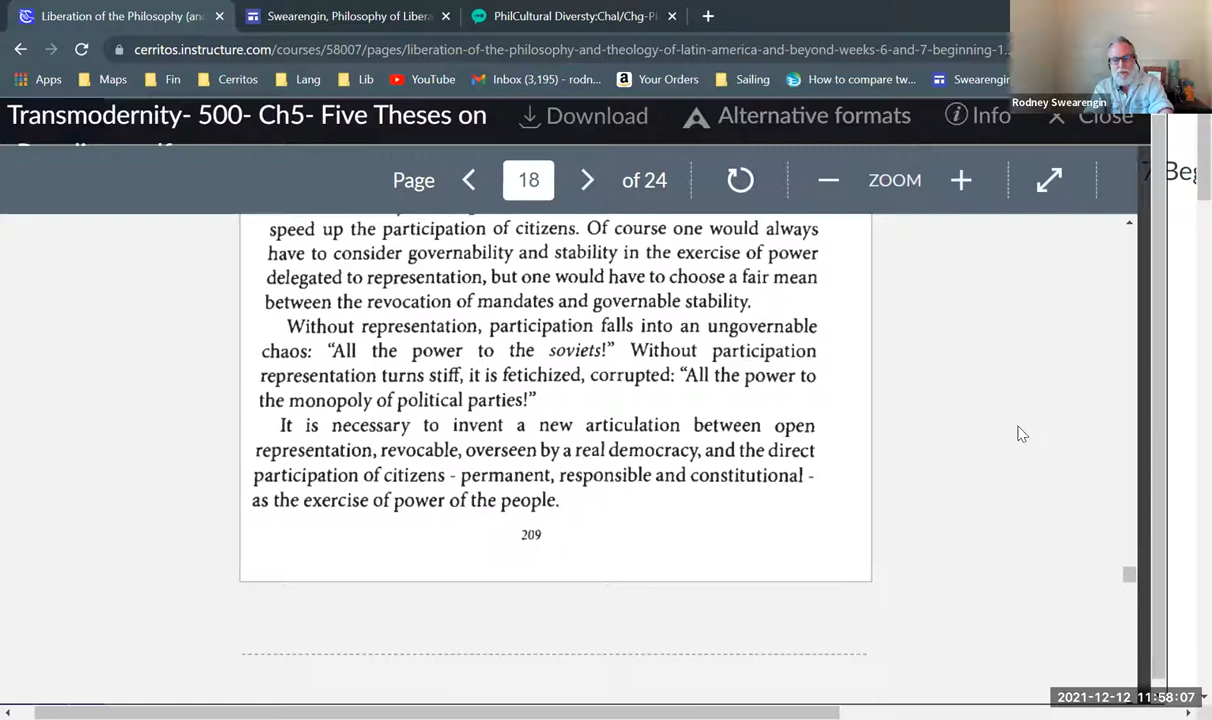 Liberation of the Philosophy (an
Swearengin, Philosophy of Libera
PhilCultural Diversty:Chal/Chg-P
cerritos.instructure.com/courses/58007/pages/liberation-of-the-philosophy-and-theology-of-latin-america-and-beyond-weeks-6-and-7-beginning-1...
Apps
Maps
Fin
Cerritos
Lang
Lib
YouTube
Inbox (3,195) - rodn...
Your Orders
Sailing
How to compare tw...
Swearengin
Rodney Swearengin
Transmodernity- 500- Ch5- Five Theses on
Download
Alternative formats
Info
Close
Page
18
of 24
ZOOM
7 Beg
speed up the participation of citizens. Of course one would always
have to consider governability and stability in the exercise of power
delegated to representation, but one would have to choose a fair mean
between the revocation of mandates and governable stability.
Without representation, participation falls into an ungovernable
chaos: “All the power to the soviets!” Without participation
representation turns stiff, it is fetichized, corrupted: “All the power to
the monopoly of political parties!”
It is necessary to invent a new articulation between open
representation, revocable, overseen by a real democracy, and the direct
participation of citizens - permanent, responsible and constitutional -
as the exercise of power of the people.
209
2021-12-12 11:58:07